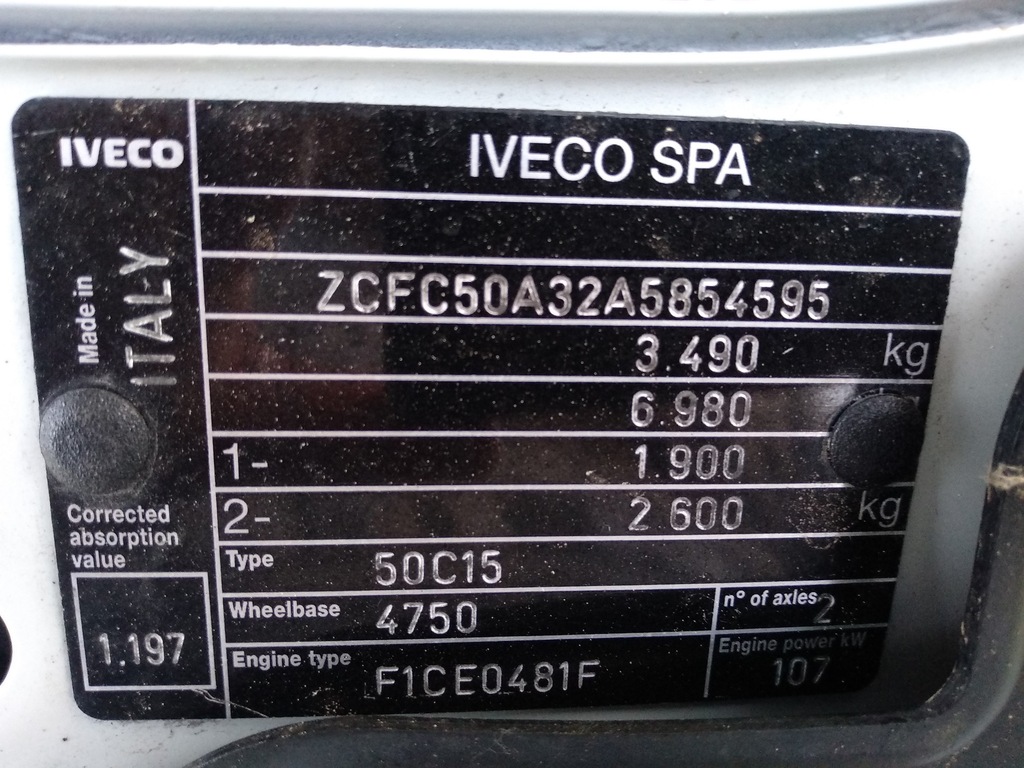 IVECO
Made in
ITALY
Corrected
absorption
value
1.197
IVECO SPA
ZCFC50A32A5854595
3.490 kg
6.980
1- 1.900
2- 2 600 kg
Type 50C15
Wheelbase 4750
n° of axles 2
Engine type F1CE0481F
Engine power kW
107